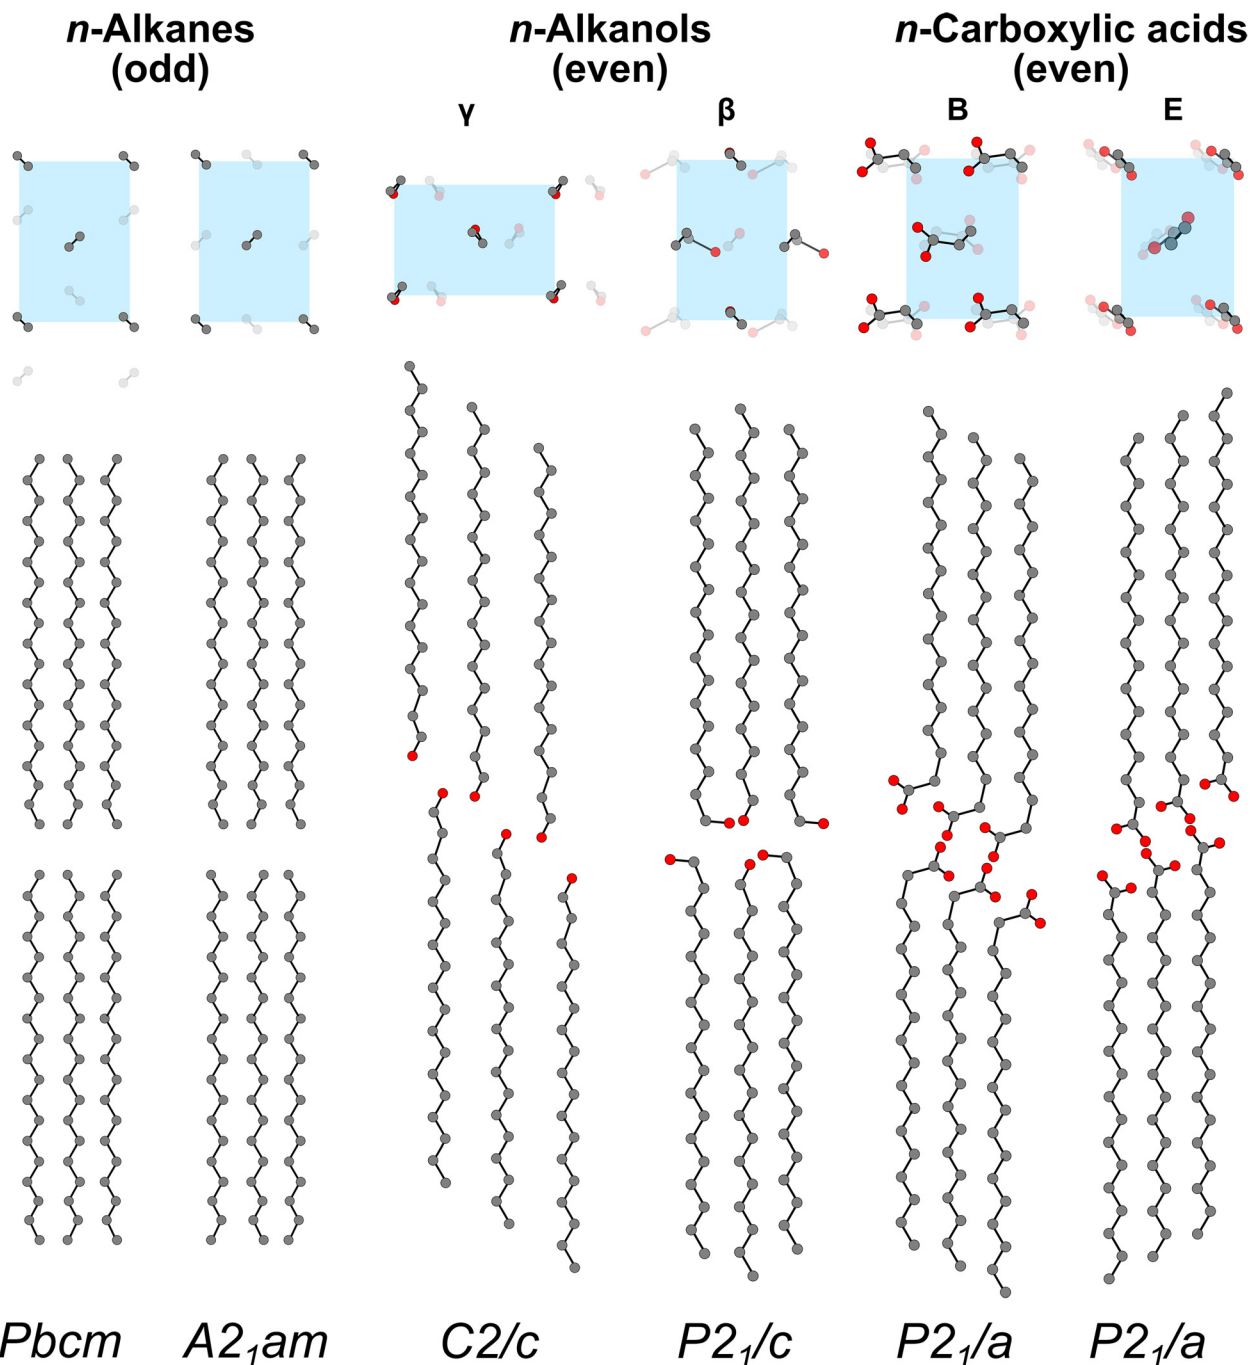 n-Alkanes
(odd)
n-Alkanols
(even)
n-Carboxylic acids
(even)
γ
β
B
E
Pbcm
A2₁am
C2/c
P2₁/c
P2₁/a
P2₁/a